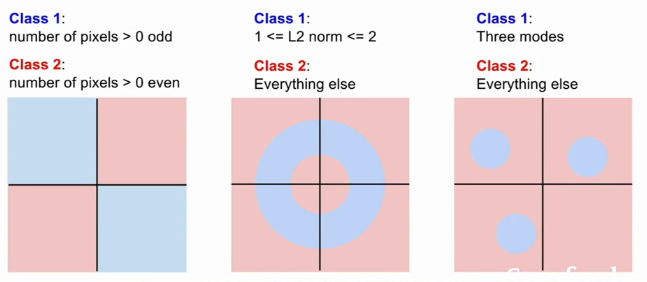 Class 1:
number of pixels > 0 odd
Class 2:
number of pixels > 0 even
Class 1:
1 <= L2 norm <= 2
Class 2:
Everything else
Class 1:
Three modes
Class 2:
Everything else